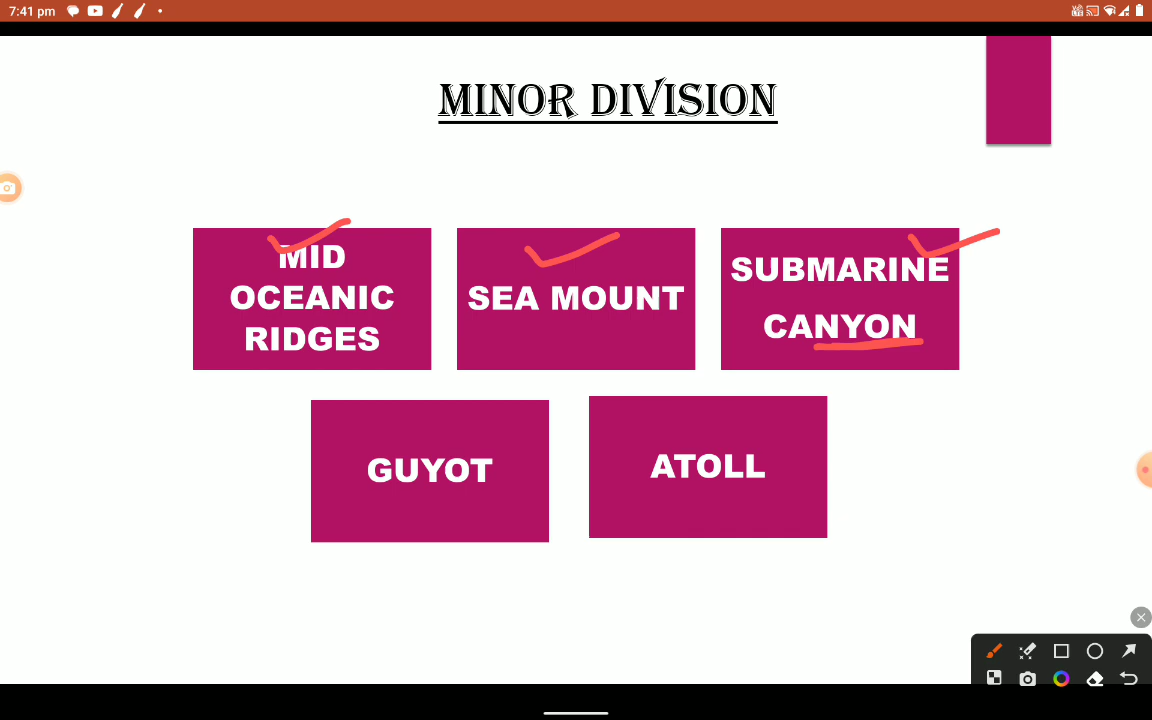 7:41 pm
MINOR DIVISION
MID
OCEANIC
RIDGES
SEA MOUNT
SUBMARINE
CANYON
GUYOT
ATOLL